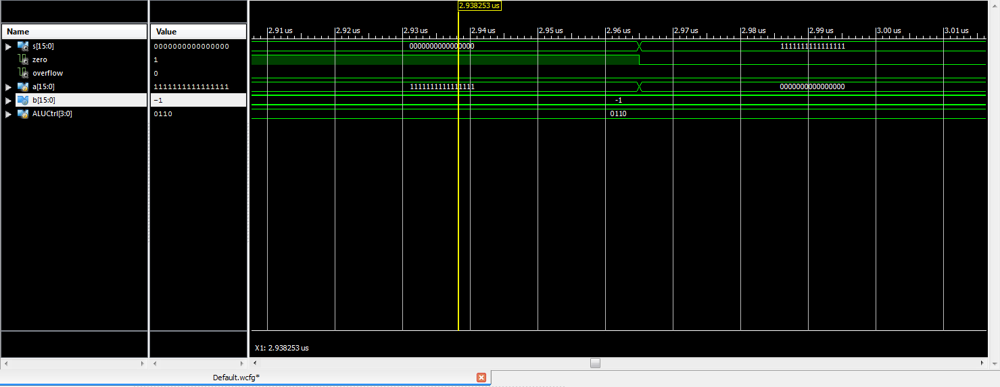 2.938253 us
Name Value
2.91 us 2.92 us 2.93 us 2.94 us 2.95 us 2.96 us 2.97 us 2.98 us 2.99 us 3.00 us 3.01 us
s[15:0] 0000000000000000 0000000000000000 1111111111111111
zero 1
overflow 0
a[15:0] 1111111111111111 1111111111111111 0000000000000000
b[15:0] -1 -1
ALUCtrl[3:0] 0110 0110
X1: 2.938253 us
Default.wcfg*